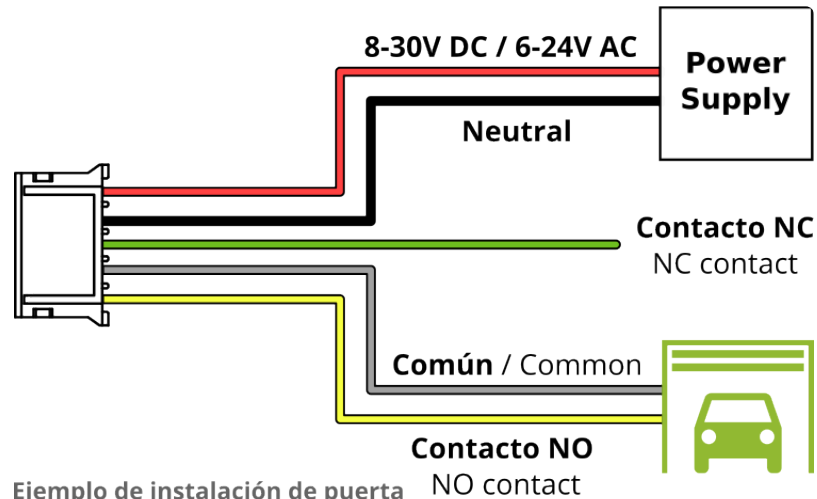 8-30V DC / 6-24V AC
Power
Supply
Neutral
Contacto NC
NC contact
Común / Common
Contacto NO
NO contact
Ejemplo de instalación de puerta